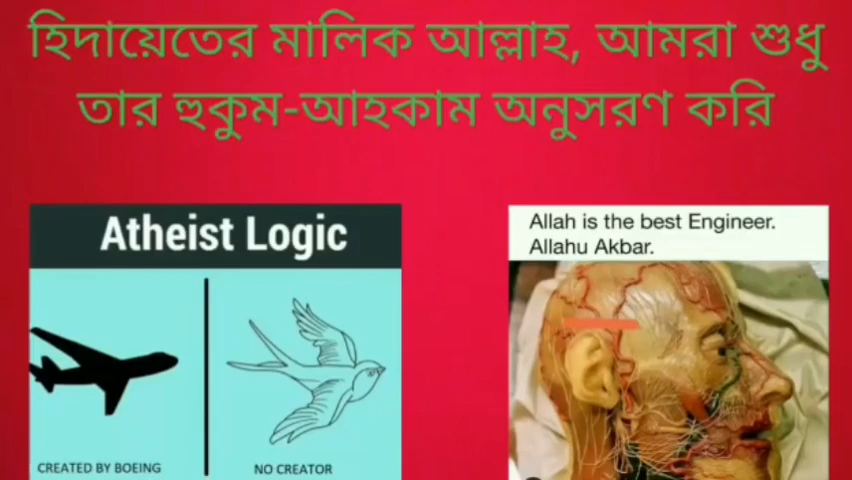 হিদায়েতের মালিক আল্লাহ, আমরা শুধু
তার হুকুম-আহকাম অনুসরণ করি
Atheist Logic
CREATED BY BOEING
NO CREATOR
Allah is the best Engineer.
Allahu Akbar.